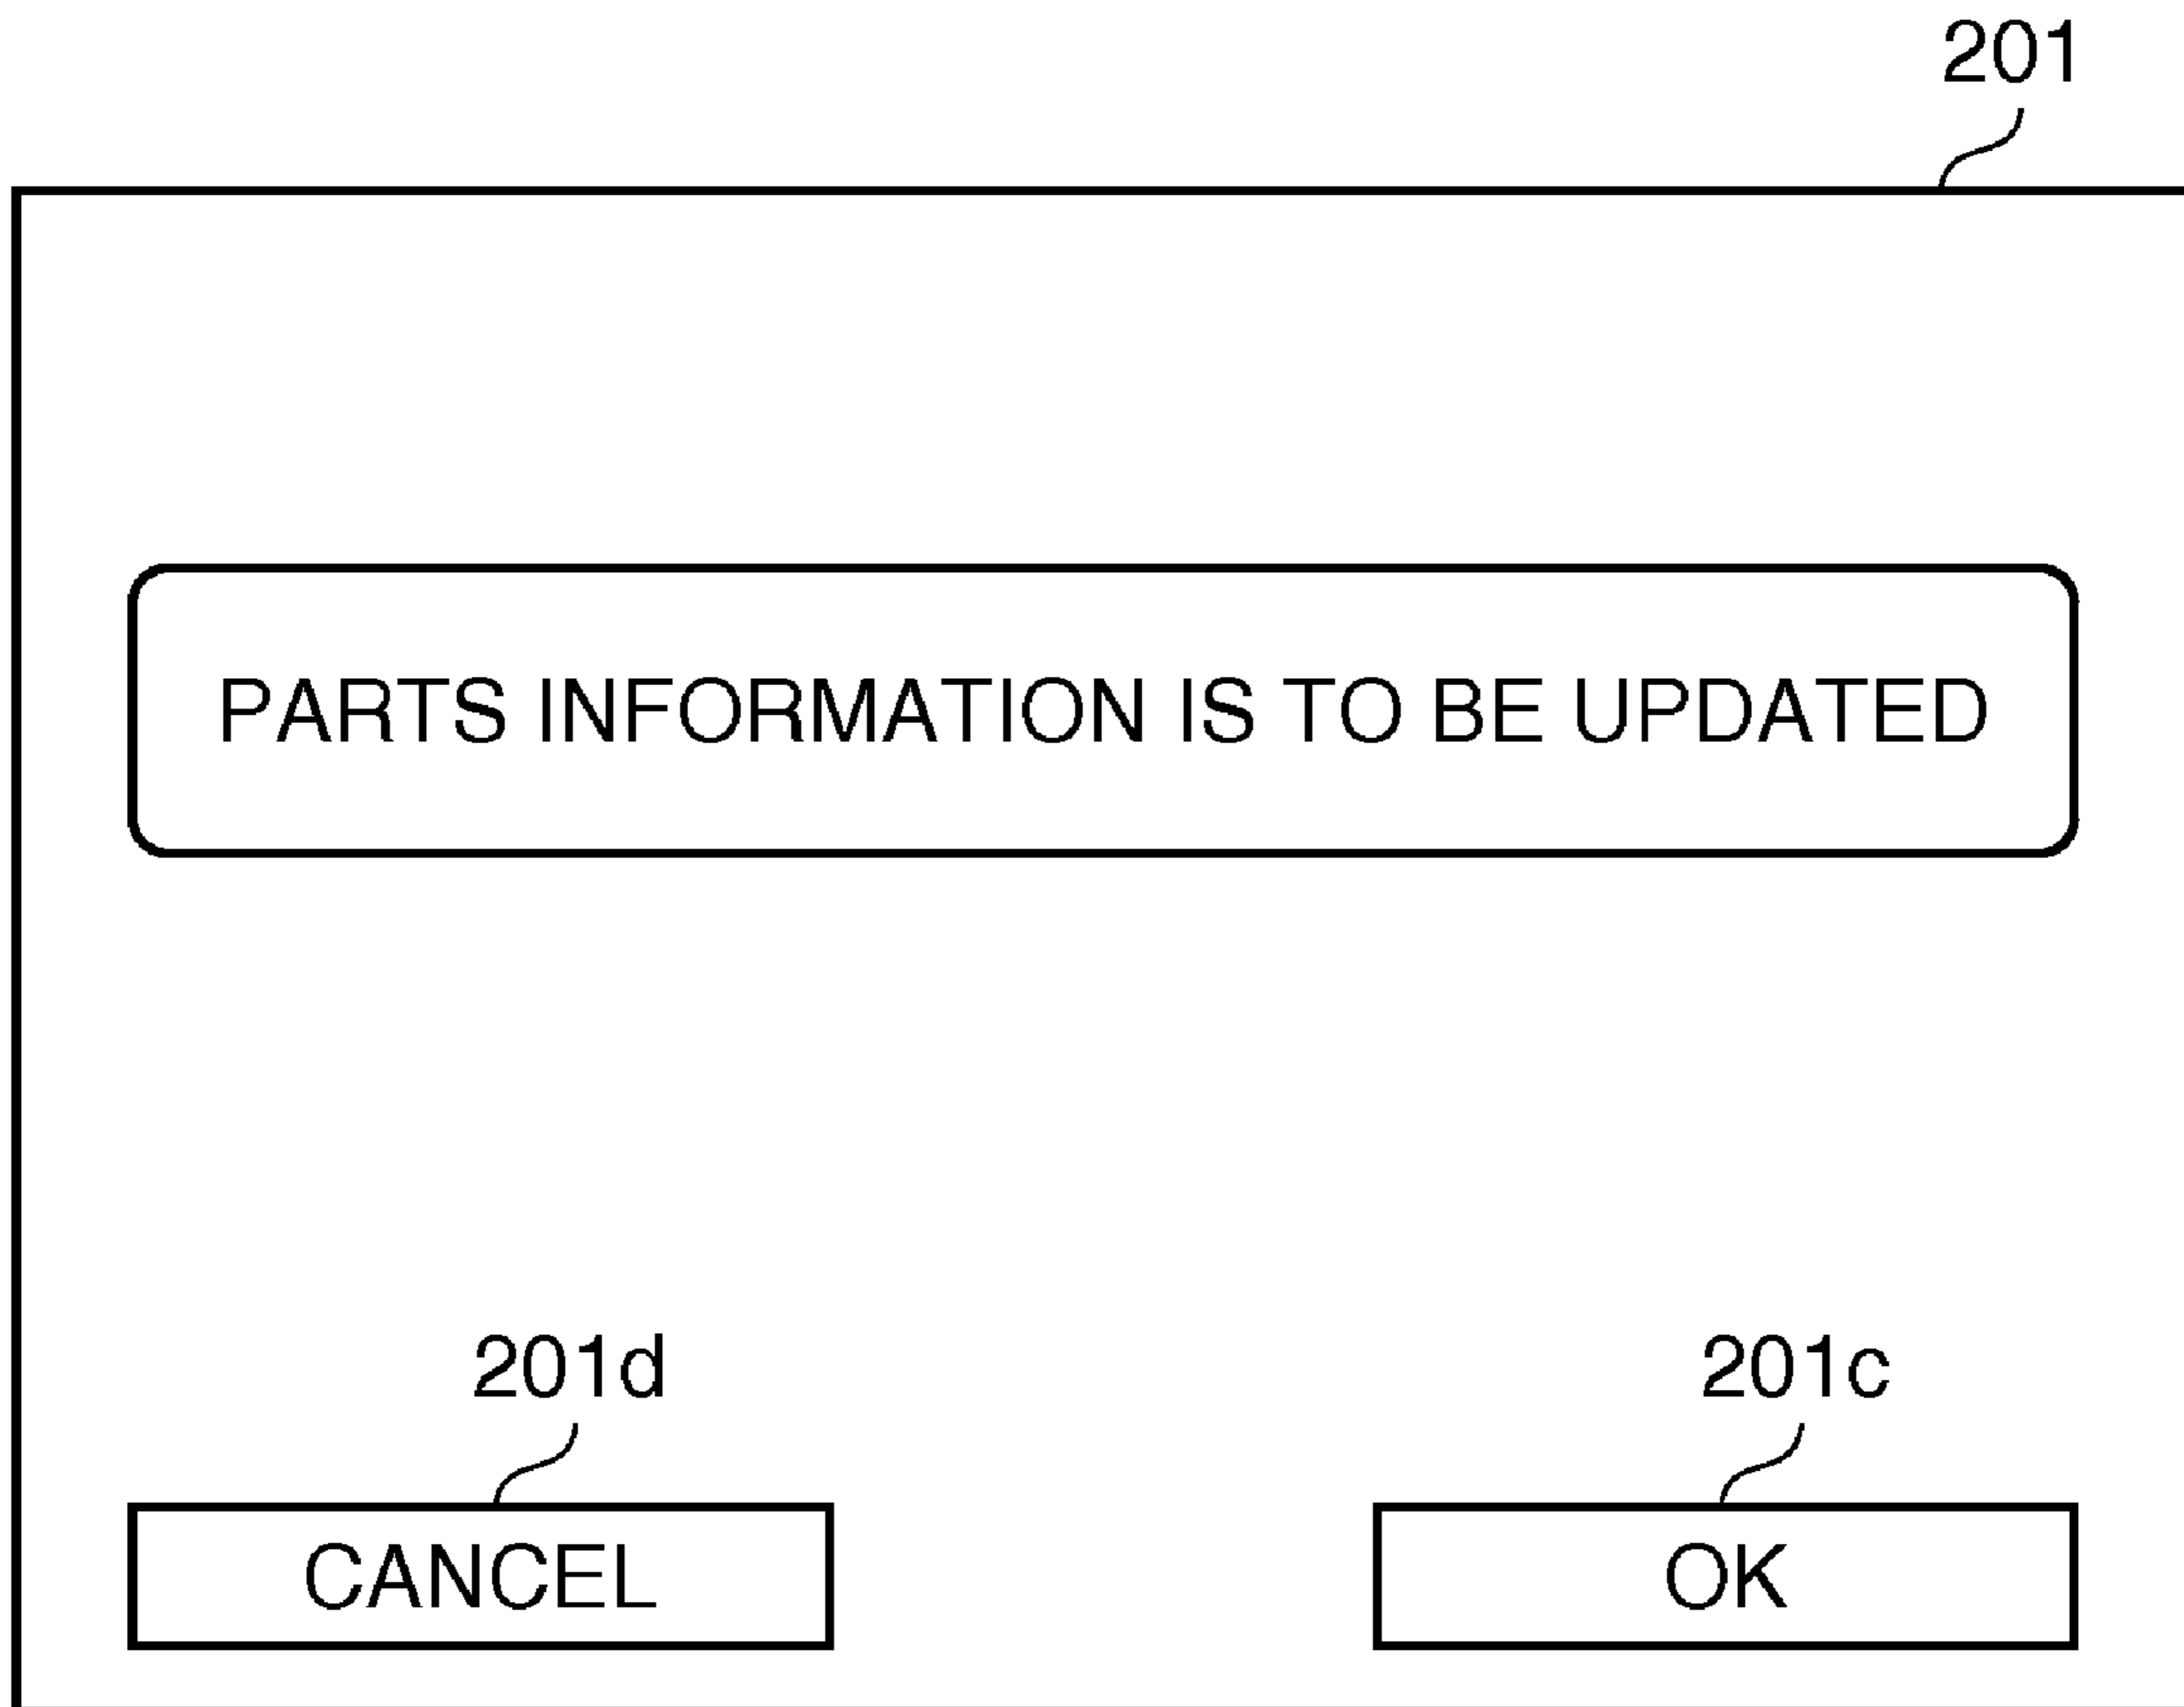 201
PARTS INFORMATION IS TO BE UPDATED
201d
201c
CANCEL
OK